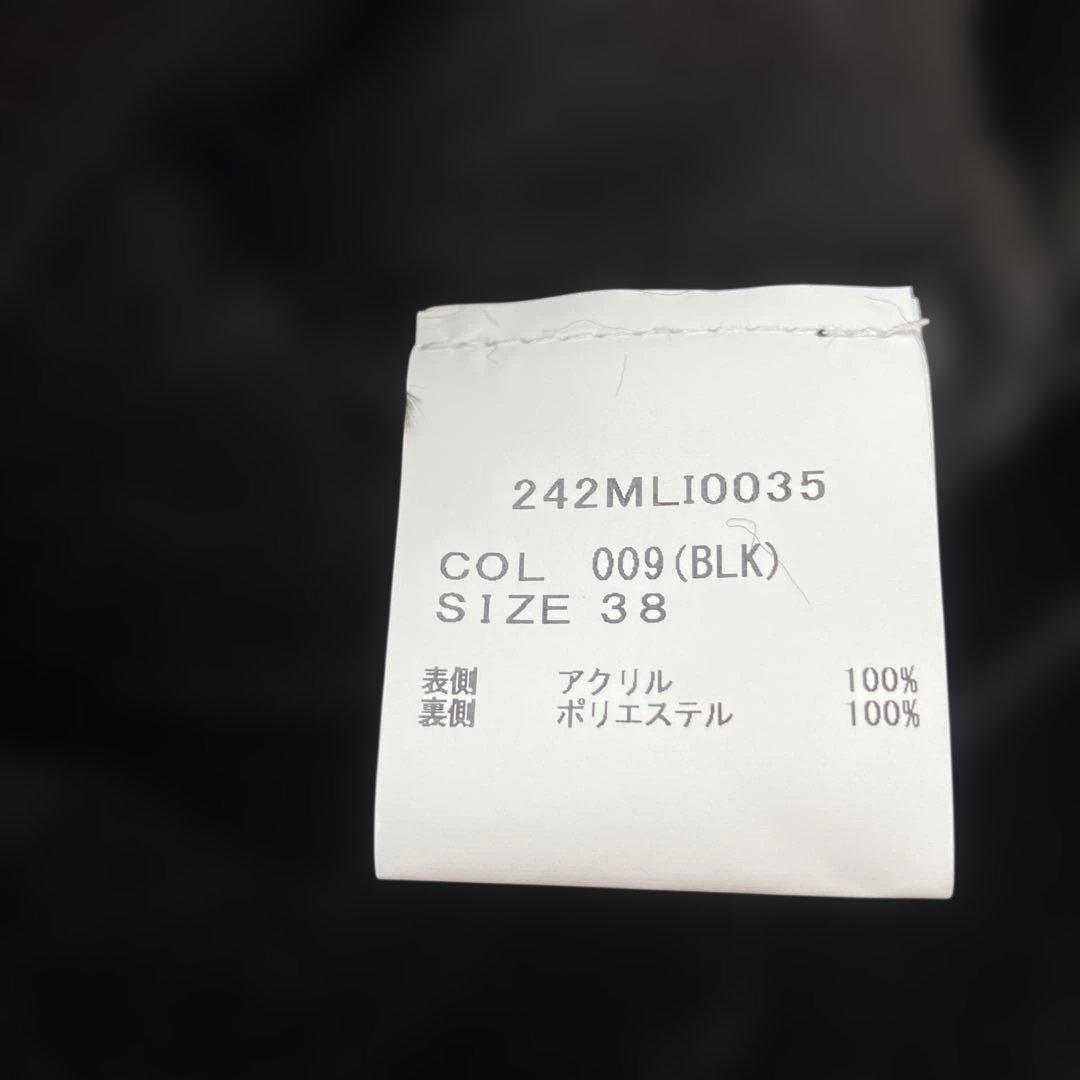 242MLI0035
COL 009(BLK)
SIZE 38
表側 アクリル 100%
裏側 ポリエステル 100%